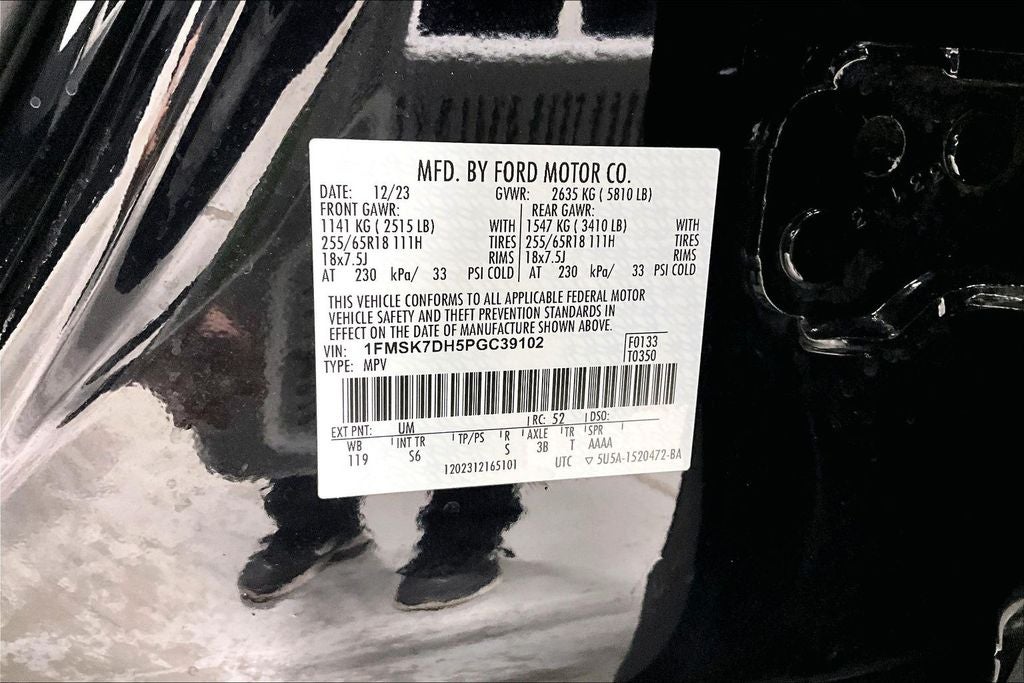 MFD. BY FORD MOTOR CO.
DATE: 12/23 GVWR: 2635 KG ( 5810 LB)
FRONT GAWR: REAR GAWR:
1141 KG ( 2515 LB) WITH 1547 KG ( 3410 LB) WITH
255/65R18 111H TIRES 255/65R18 111H TIRES
18x7.5J RIMS 18x7.5J RIMS
AT 230 kPa/ 33 PSI COLD AT 230 kPa/ 33 PSI COLD
THIS VEHICLE CONFORMS TO ALL APPLICABLE FEDERAL MOTOR
VEHICLE SAFETY AND THEFT PREVENTION STANDARDS IN
EFFECT ON THE DATE OF MANUFACTURE SHOWN ABOVE.
VIN: 1FMSK7DH5PGC39102 F0133
TYPE: MPV T0350
EXT PNT: UM RC: 52 DSO:
WB INT TR TP/PS R AXLE TR SPR
119 S6 S 3B T AAAA
1202312165101 UTC ▽ 5U5A-1520472-BA